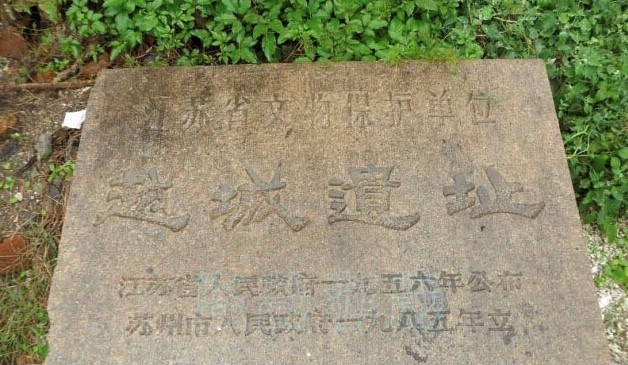 江苏省文物保护单位
越城遺址
江苏省人民政府一九五六年公布
苏州市人民政府一九八五年立